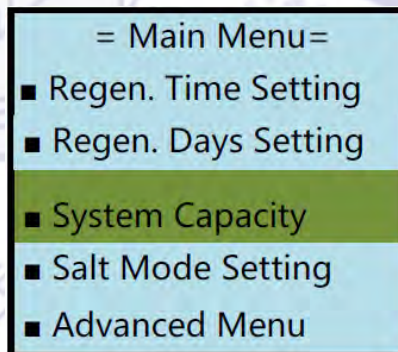 = Main Menu=
■ Regen. Time Setting
■ Regen. Days Setting
■ System Capacity
■ Salt Mode Setting
■ Advanced Menu